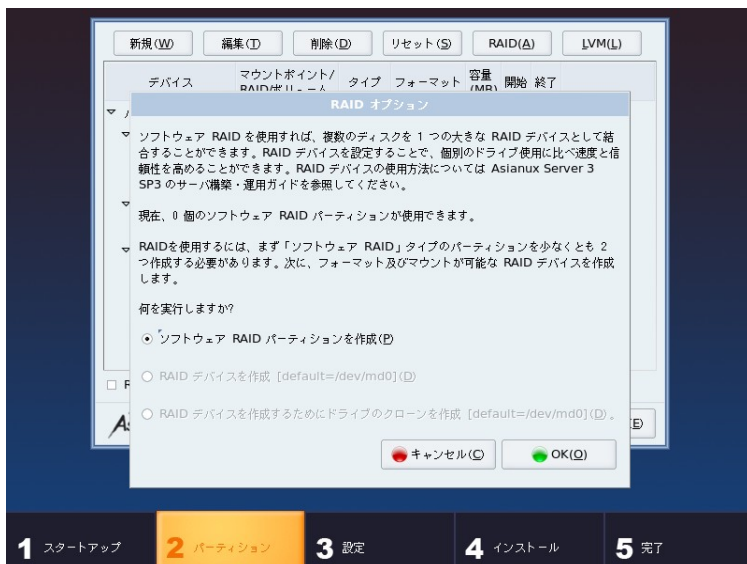 新規(W) 編集(T) 削除(D) リセット(S) RAID(A) LVM(L)
デバイス マウントポイント/ タイプ フォーマット 容量 (MB) 開始 終了
RAID オプション
ソフトウェア RAID を使用すれば、複数のディスクを 1 つの大きな RAID デバイスとして結
合することができます。RAID デバイスを設定することで、個別のドライブ使用に比べ速度と信
頼性を高めることができます。RAID デバイスの使用方法については Asianux Server 3
SP3 のサーバ構築・運用ガイドを参照してください。
現在、0 個のソフトウェア RAID パーティションが使用できます。
RAIDを使用するには、まず「ソフトウェア RAID」タイプのパーティションを少なくとも 2
つ作成する必要があります。次に、フォーマット及びマウントが可能な RAID デバイスを作成
します。
何を実行しますか?
ソフトウェア RAID パーティションを作成(P)
RAID デバイスを作成 [default=/dev/md0](D)
RAID デバイスを作成するためにドライブのクローンを作成 [default=/dev/md0](D)。
キャンセル(C) OK(O)
1 スタートアップ 2 パーティション 3 設定 4 インストール 5 完了